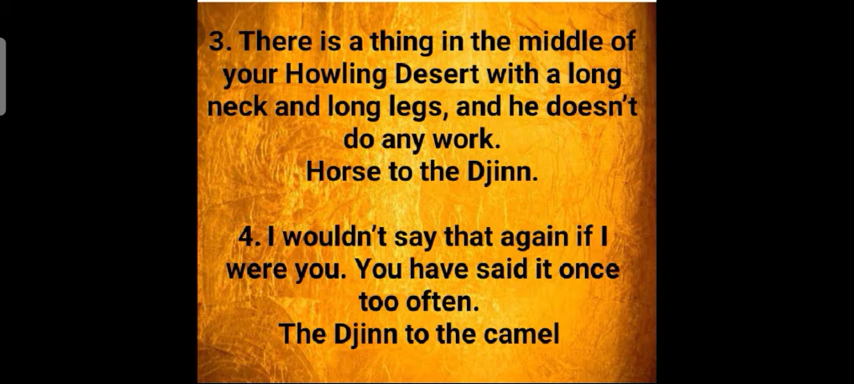 3. There is a thing in the middle of
your Howling Desert with a long
neck and long legs, and he doesn't
do any work.
Horse to the Djinn.
4. I wouldn't say that again if I
were you. You have said it once
too often.
The Djinn to the camel